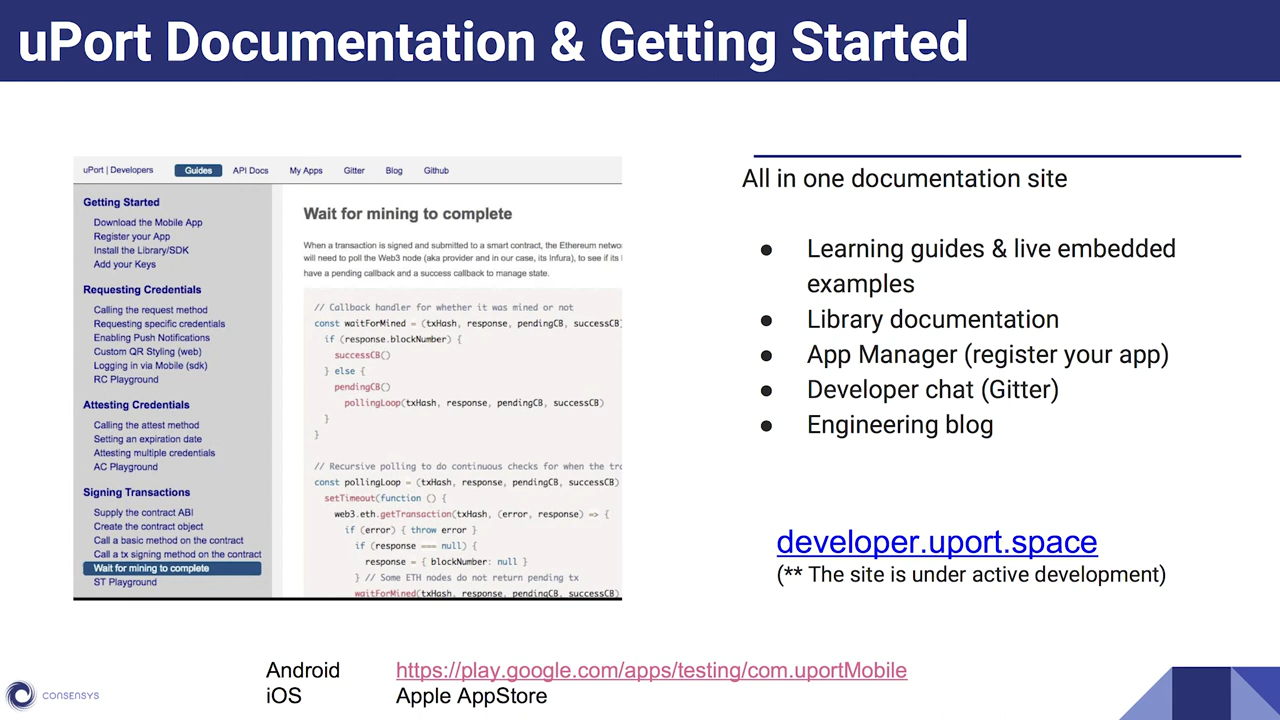 uPort Documentation & Getting Started
uPort | Developers Guides API Docs My Apps Gitter Blog Github
Getting Started
Download the Mobile App
Register your App
Install the Library/SDK
Add your Keys
Requesting Credentials
Calling the request method
Requesting specific credentials
Enabling Push Notifications
Custom QR Styling (web)
Logging in via Mobile (sdk)
RC Playground
Attesting Credentials
Calling the attest method
Setting an expiration date
Attesting multiple credentials
AC Playground
Signing Transactions
Supply the contract ABI
Create the contract object
Call a basic method on the contract
Call a tx signing method on the contract
Wait for mining to complete
ST Playground
Wait for mining to complete
When a transaction is signed and submitted to a smart contract, the Ethereum netwo
will need to poll the Web3 node (aka provider and in our case, its Infura), to see if its
have a pending callback and a success callback to manage state.
// Callback handler for whether it was mined or not
const waitForMined = (txHash, response, pendingCB, successCB)
if (response.blockNumber) {
successCB()
} else {
pendingCB()
pollingLoop(txHash, response, pendingCB, successCB)
}
}
// Recursive polling to do continuous checks for when the tra
const pollingLoop = (txHash, response, pendingCB, successCB)
setTimeout(function () {
web3.eth.getTransaction(txHash, (error, response) => {
if (error) { throw error }
if (response === null) {
response = { blockNumber: null }
} // Some ETH nodes do not return pending tx
waitForMined(txHash, response, pendingCB, successCB)
All in one documentation site
● Learning guides & live embedded
examples
● Library documentation
● App Manager (register your app)
● Developer chat (Gitter)
● Engineering blog
developer.uport.space
(** The site is under active development)
Android https://play.google.com/apps/testing/com.uportMobile
iOS Apple AppStore
CONSENSYS